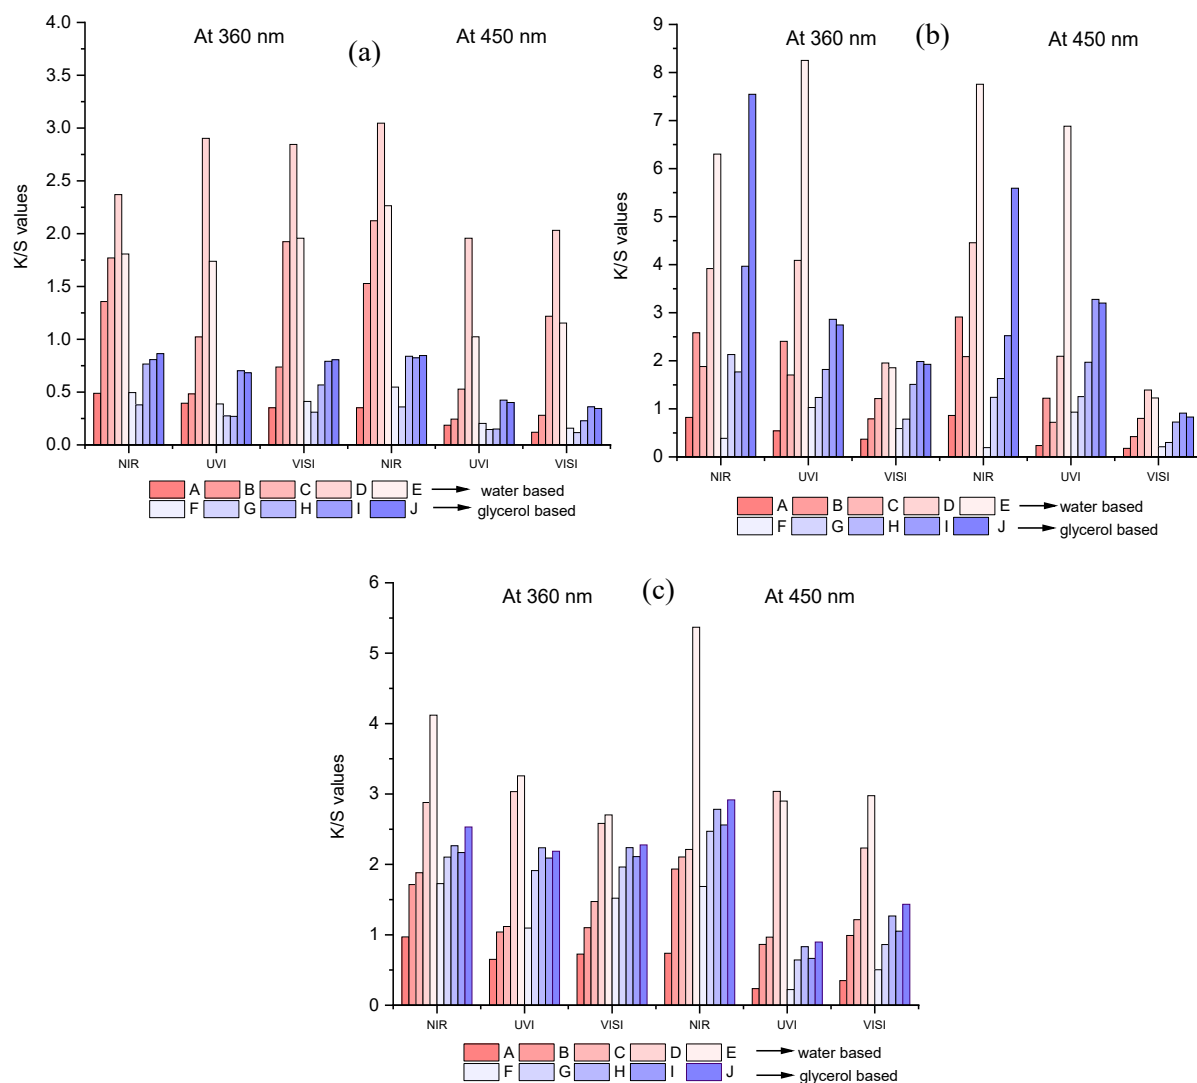 At 360 nm (a) At 450 nm
4.0
3.5
3.0
2.5
2.0
1.5
1.0
0.5
0.0
K/S values
NIR UVI VISI NIR UVI VISI
A B C D E water based
F G H I J glycerol based
At 360 nm (b) At 450 nm
9
8
7
6
5
4
3
2
1
0
K/S values
NIR UVI VISI NIR UVI VISI
A B C D E water based
F G H I J glycerol based
At 360 nm (c) At 450 nm
6
5
4
3
2
1
0
K/S values
NIR UVI VISI NIR UVI VISI
A B C D E water based
F G H I J glycerol based